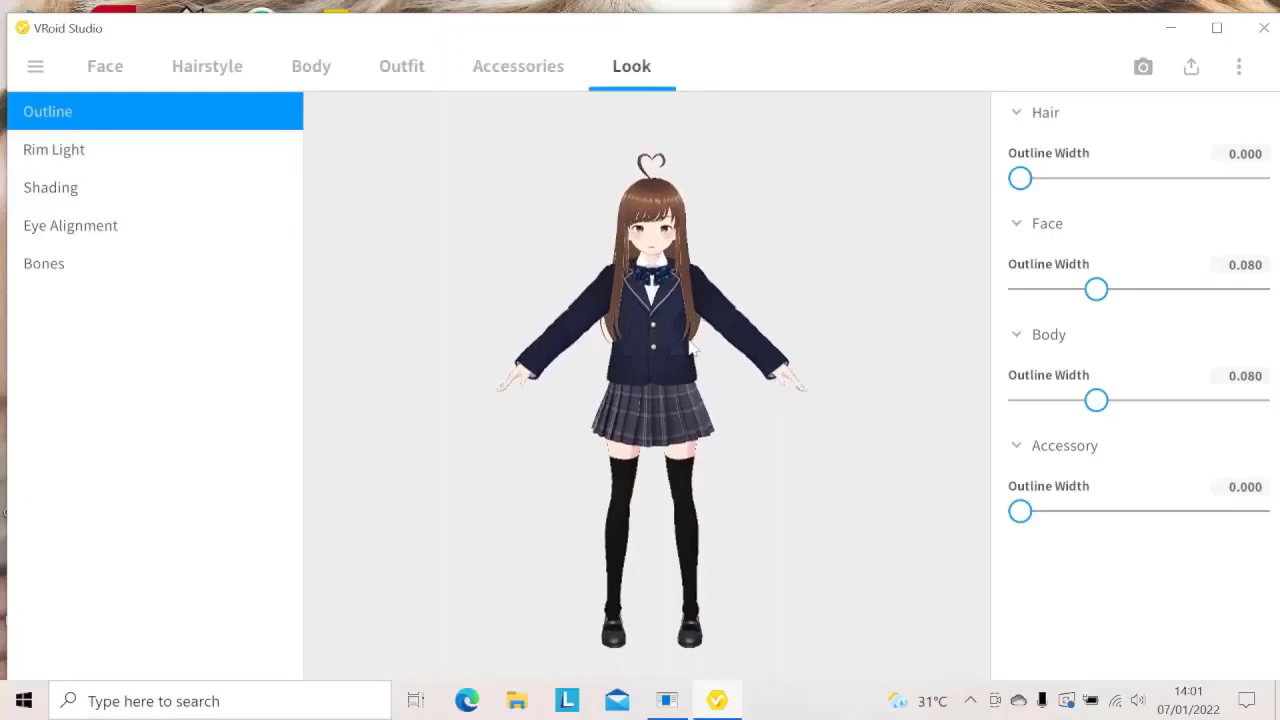 VRoid Studio
Face Hairstyle Body Outfit Accessories Look
Outline
Rim Light
Shading
Eye Alignment
Bones
Hair
Outline Width 0.000
Face
Outline Width 0.080
Body
Outline Width 0.080
Accessory
Outline Width 0.000
Type here to search
L
31°C
14:01
07/01/2022